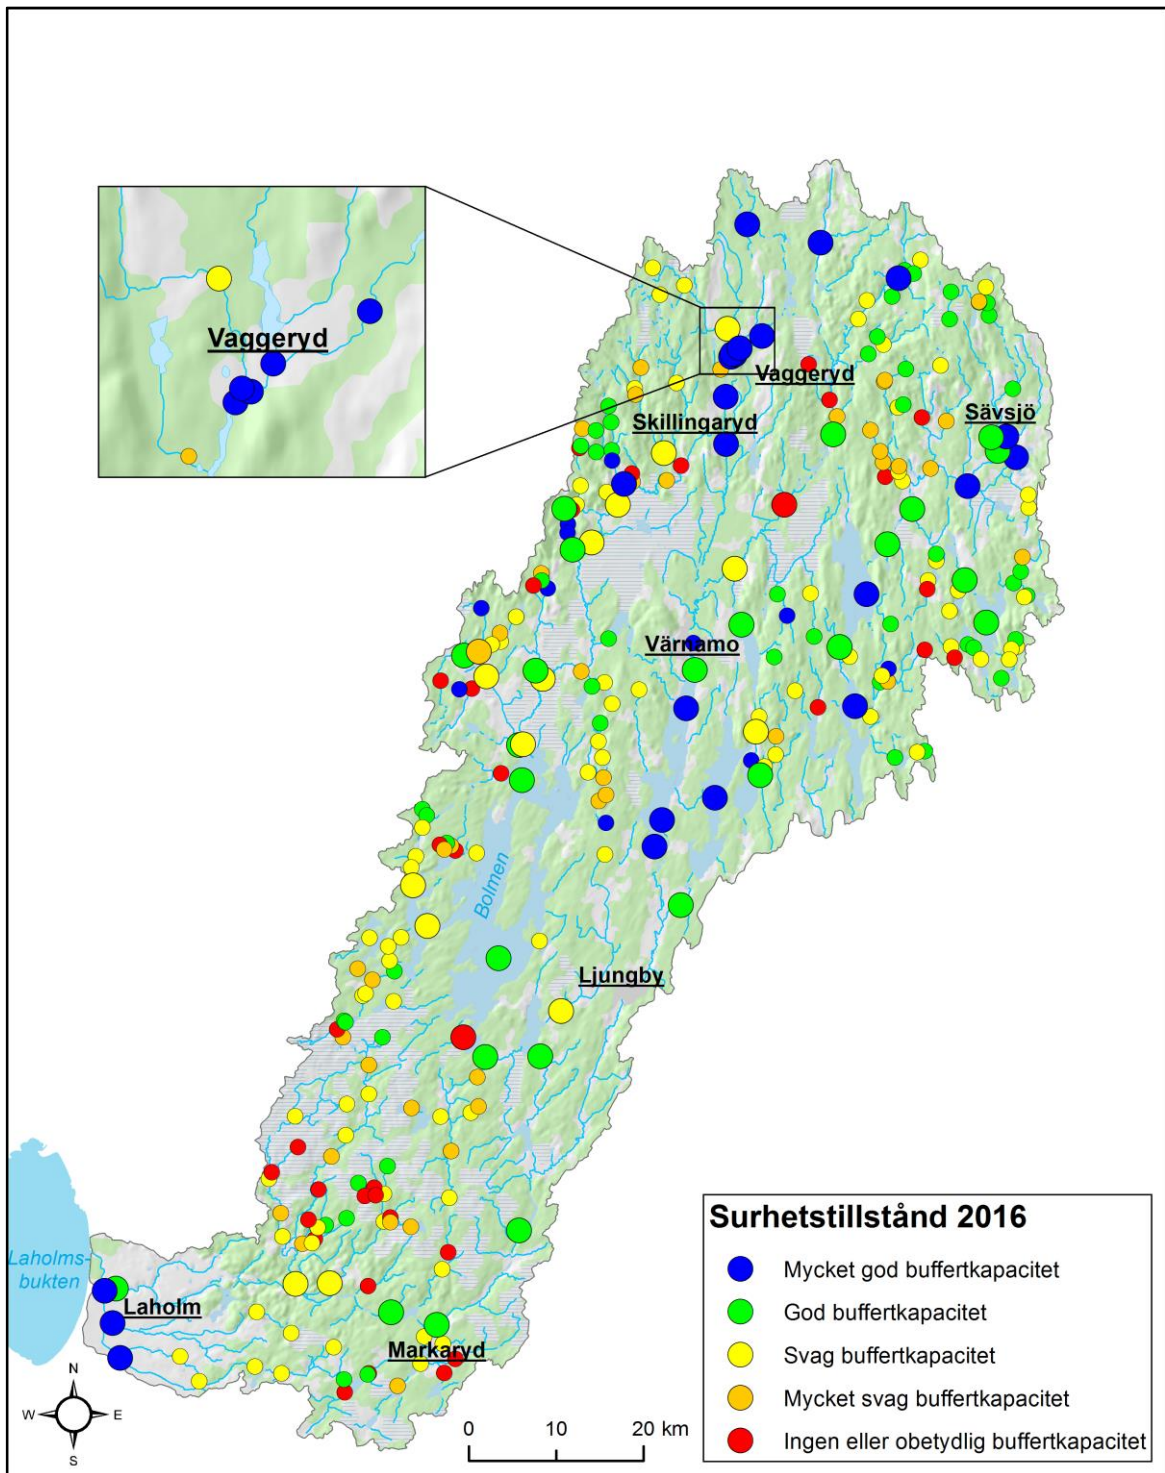 Vaggeryd
Vaggeryd
Skillingaryd
Sävsjö
Värnamo
Bolmen
Ljungby
Laholms-
bukten
Laholm
Markaryd
N
W
E
S
0
10
20 km
Surhetstillstånd 2016
Mycket god buffertkapacitet
God buffertkapacitet
Svag buffertkapacitet
Mycket svag buffertkapacitet
Ingen eller obetydlig buffertkapacitet